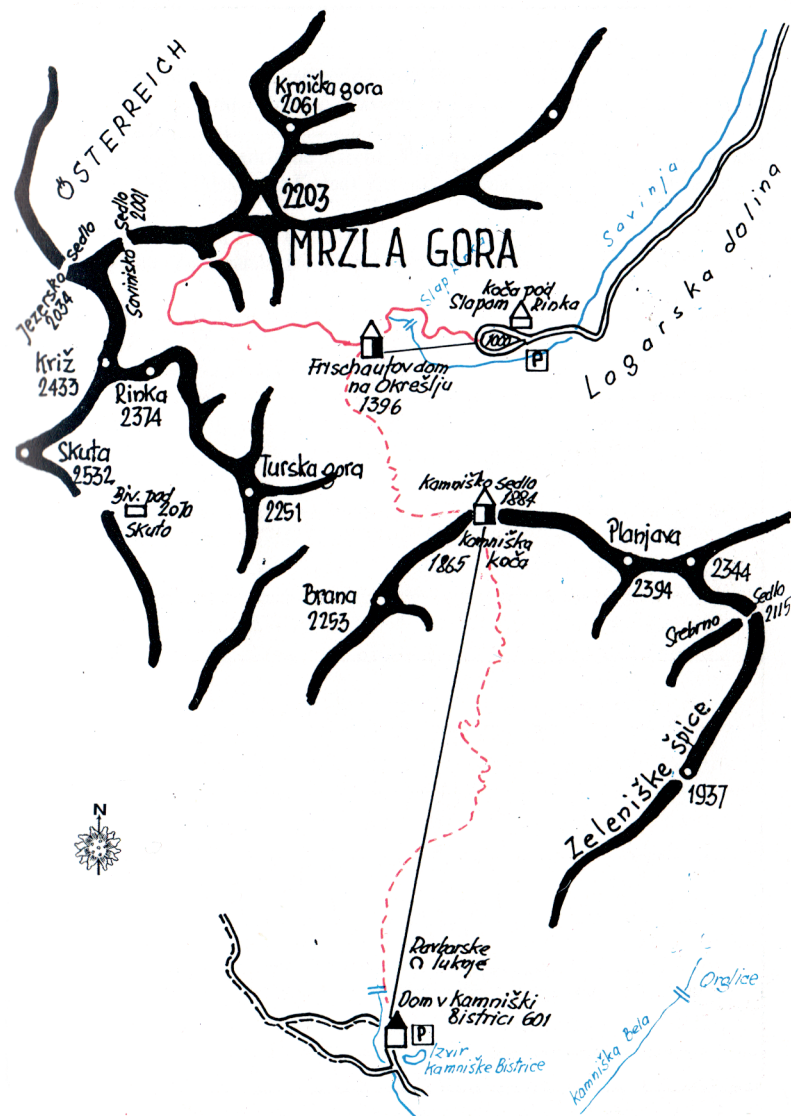 ÖSTERREICH
Krnička gora
2061
2203
MRZLA GORA
Sedlo
2001
Savinjsko
Jezersko sedlo
2034
Savinja
Logarska dolina
Slap Rinka
Koča pod
Slapom Rinka
1000
P
Frischaufov dom
na Okrešlju
1396
Križ
2433
Rinka
2374
Skuta
2532
Biv. pod
2070
Skuto
Turska gora
2251
Kamniško sedlo
1884
Kamniška
koča
1865
Brana
2253
Planjava
2394
2344
Sedlo
2115
Srebrno
Zeleniške špice
1937
N
Ravbarske
luknje
Dom v Kamniški
Bistrici 601
P
Izvir
Kamniške Bistrice
Kamniška Bela
Orglice